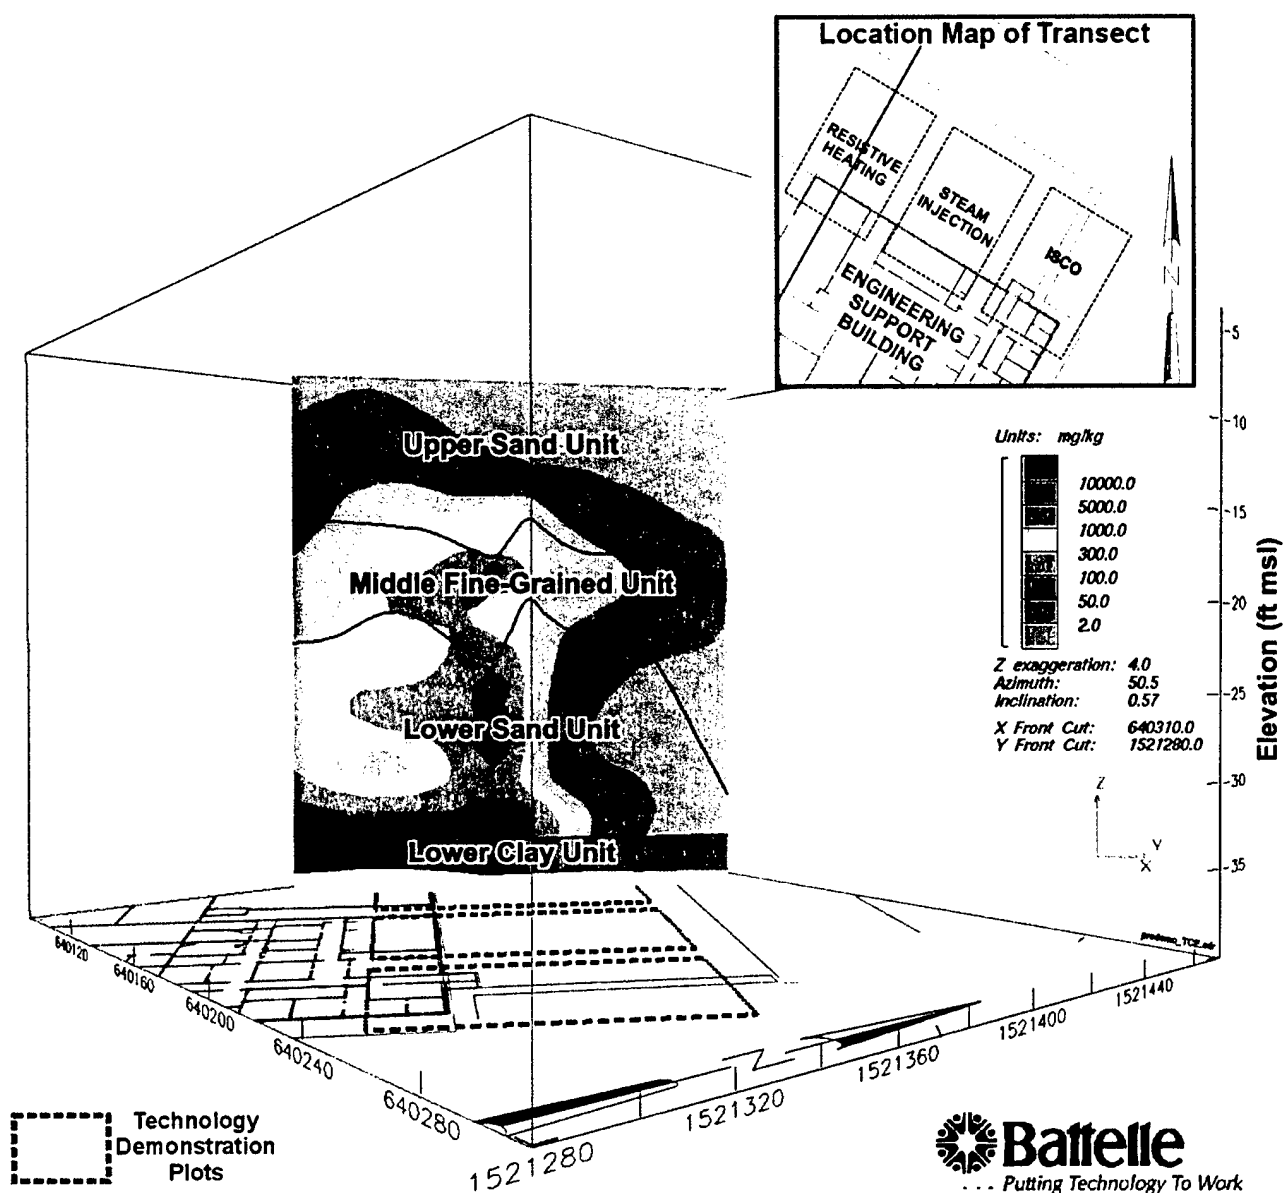 Location Map of Transect
RESISTIVE
HEATING
STEAM
INJECTION
ISCO
ENGINEERING
SUPPORT
BUILDING
N
Upper Sand Unit
Middle Fine-Grained Unit
Lower Sand Unit
Lower Clay Unit
-5
-10
-15
-20
-25
-30
-35
Elevation (ft msl)
Units: mg/kg
10000.0
5000.0
1000.0
300.0
100.0
50.0
2.0
Z exaggeration: 4.0
Azimuth: 50.5
Inclination: 0.57
X Front Cut: 640310.0
Y Front Cut: 1521280.0
Z
Y
X
640120
640160
640200
640240
640280
1521280
1521320
1521360
1521400
1521440
N
Technology
Demonstration
Plots
Battelle
. . . Putting Technology To Work